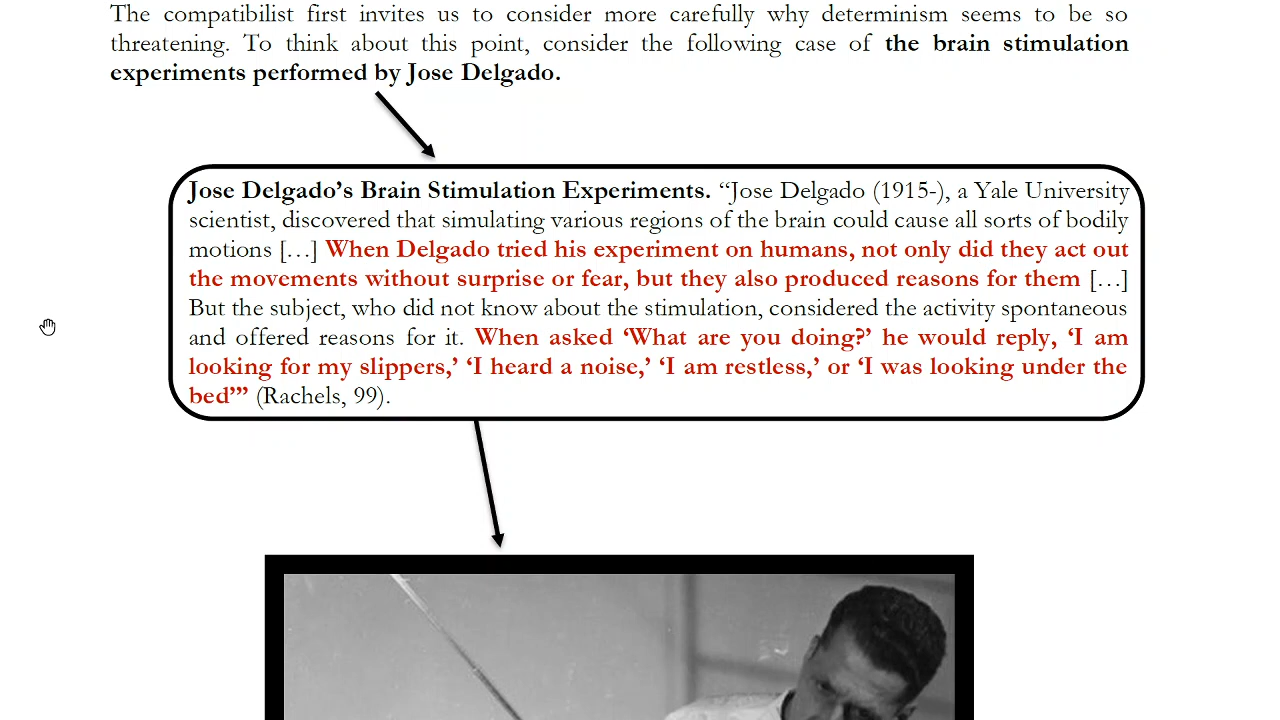 The compatibilist first invites us to consider more carefully why determinism seems to be so
threatening. To think about this point, consider the following case of the brain stimulation
experiments performed by Jose Delgado.
Jose Delgado's Brain Stimulation Experiments. “Jose Delgado (1915-), a Yale University
scientist, discovered that simulating various regions of the brain could cause all sorts of bodily
motions […] When Delgado tried his experiment on humans, not only did they act out
the movements without surprise or fear, but they also produced reasons for them […]
But the subject, who did not know about the stimulation, considered the activity spontaneous
and offered reasons for it. When asked ‘What are you doing?’ he would reply, ‘I am
looking for my slippers,’ ‘I heard a noise,’ ‘I am restless,’ or ‘I was looking under the
bed’” (Rachels, 99).